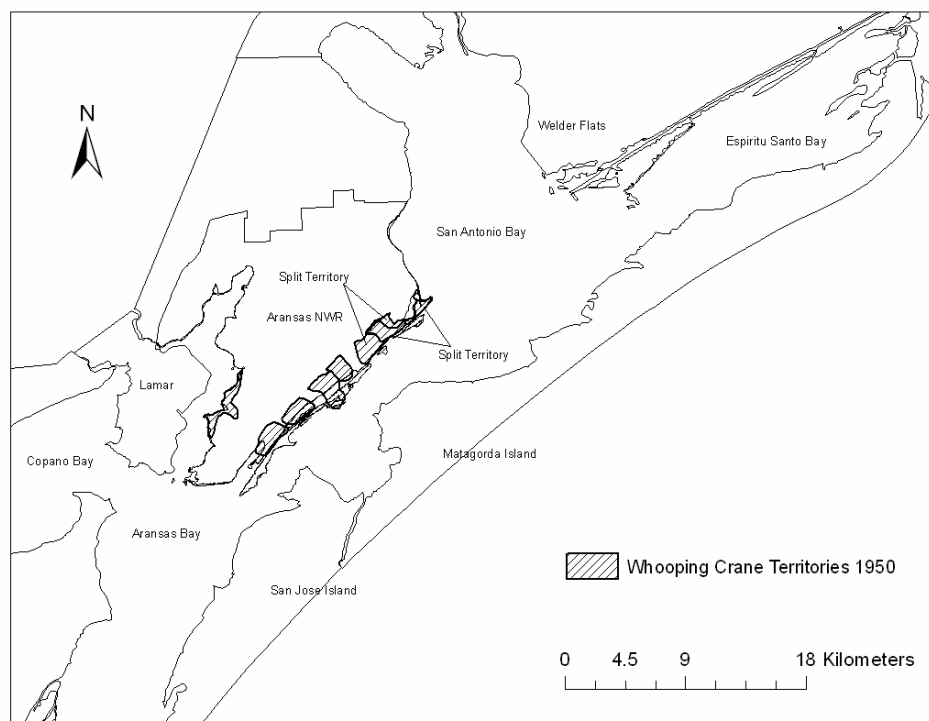 N
Welder Flats
Espiritu Santo Bay
San Antonio Bay
Split Territory
Aransas NWR
Split Territory
Lamar
Matagorda Island
Copano Bay
Aransas Bay
Whooping Crane Territories 1950
San Jose Island
0 4.5 9 18 Kilometers